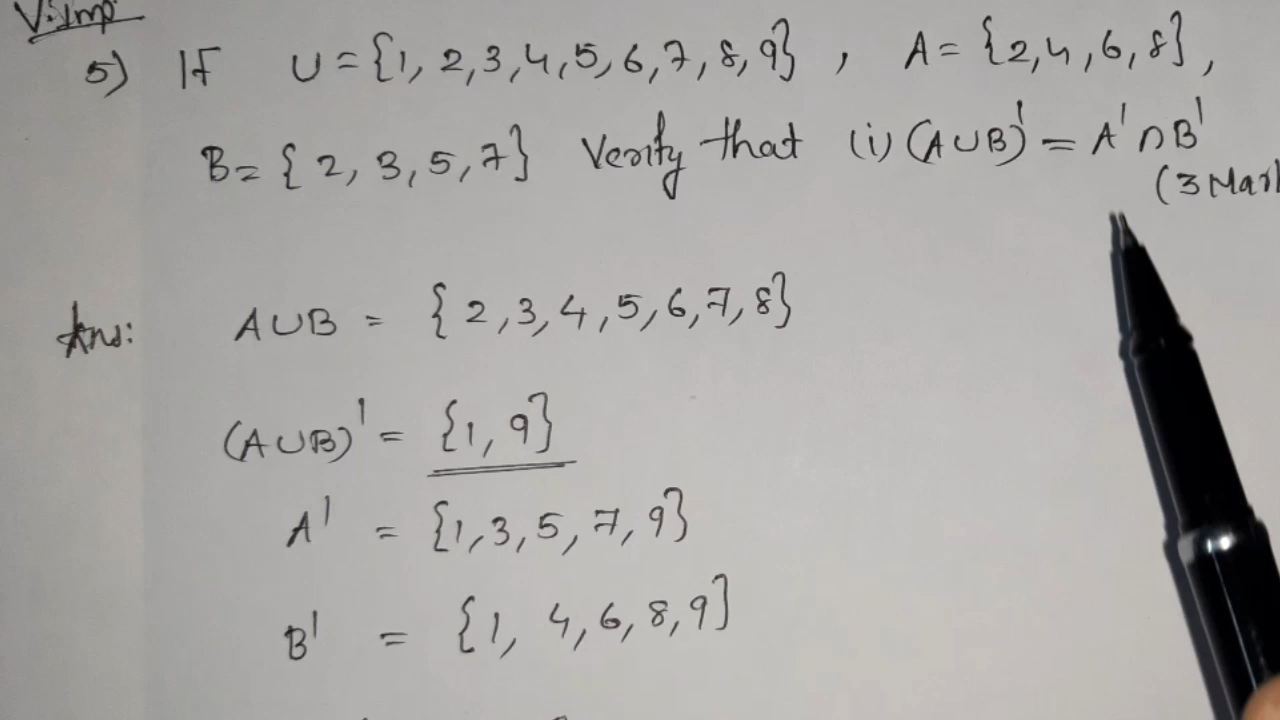 V.Imp
5) If U = {1, 2, 3, 4, 5, 6, 7, 8, 9} , A = {2, 4, 6, 8} ,
B = { 2, 3, 5, 7} Verify that (i) (A∪B)' = A' ∩ B'
(3 Mar
Ans: A∪B = { 2, 3, 4, 5, 6, 7, 8}
(A∪B)' = {1, 9}
A' = {1, 3, 5, 7, 9}
B' = {1, 4, 6, 8, 9}